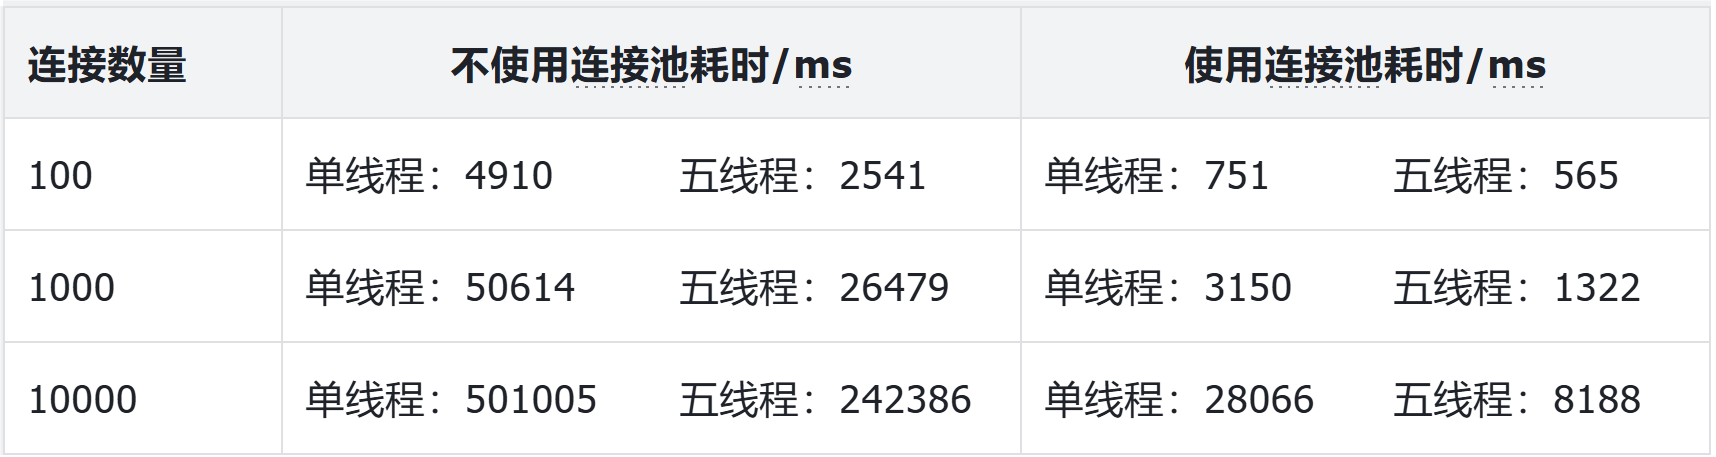 连接数量 不使用连接池耗时/ms 使用连接池耗时/ms
100 单线程：4910 五线程：2541 单线程：751 五线程：565
1000 单线程：50614 五线程：26479 单线程：3150 五线程：1322
10000 单线程：501005 五线程：242386 单线程：28066 五线程：8188